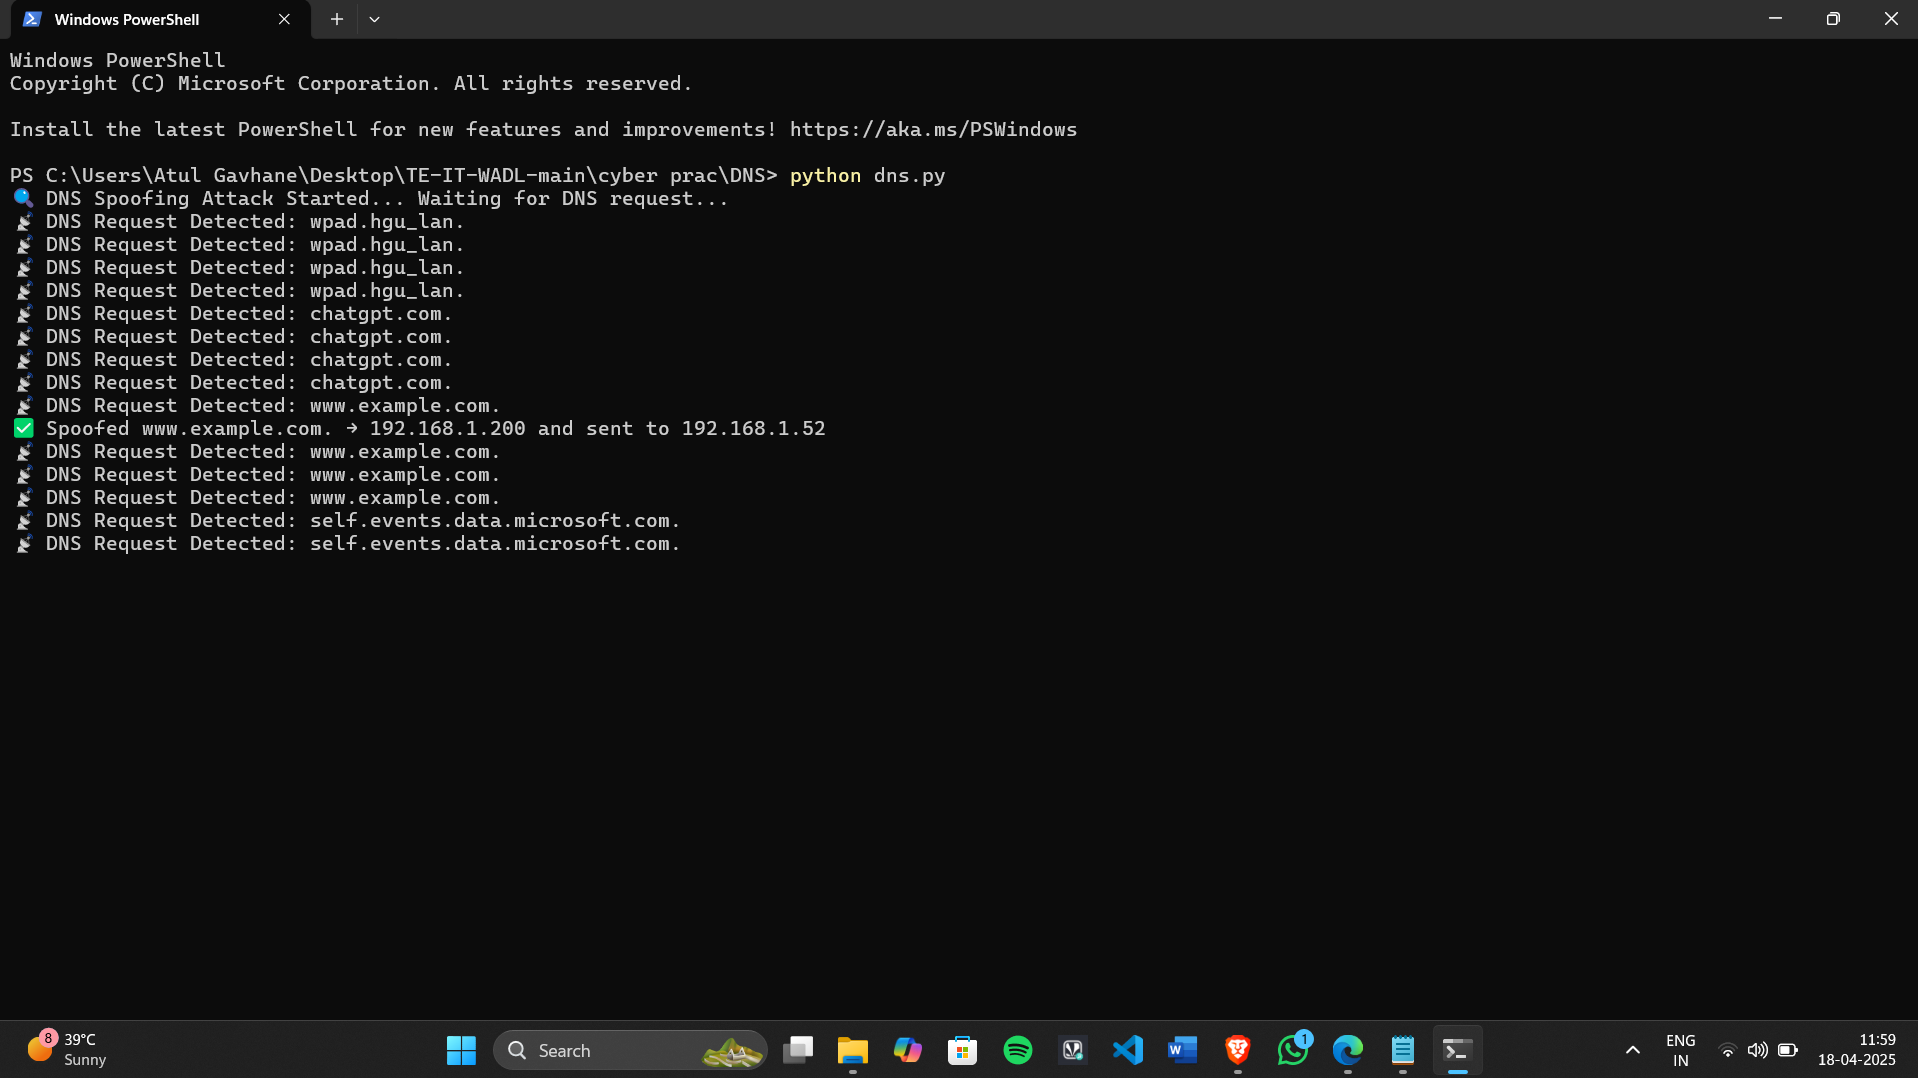 Windows PowerShell
Windows PowerShell
Copyright (C) Microsoft Corporation. All rights reserved.
Install the latest PowerShell for new features and improvements! https://aka.ms/PSWindows
PS C:\Users\Atul Gavhane\Desktop\TE-IT-WADL-main\cyber prac\DNS> python dns.py
🔍 DNS Spoofing Attack Started... Waiting for DNS request...
📡 DNS Request Detected: wpad.hgu_lan.
📡 DNS Request Detected: wpad.hgu_lan.
📡 DNS Request Detected: wpad.hgu_lan.
📡 DNS Request Detected: wpad.hgu_lan.
📡 DNS Request Detected: chatgpt.com.
📡 DNS Request Detected: chatgpt.com.
📡 DNS Request Detected: chatgpt.com.
📡 DNS Request Detected: chatgpt.com.
📡 DNS Request Detected: www.example.com.
✅ Spoofed www.example.com. → 192.168.1.200 and sent to 192.168.1.52
📡 DNS Request Detected: www.example.com.
📡 DNS Request Detected: www.example.com.
📡 DNS Request Detected: www.example.com.
📡 DNS Request Detected: self.events.data.microsoft.com.
📡 DNS Request Detected: self.events.data.microsoft.com.
8
39°C
Sunny
Search
W
1
ENG
IN
11:59
18-04-2025